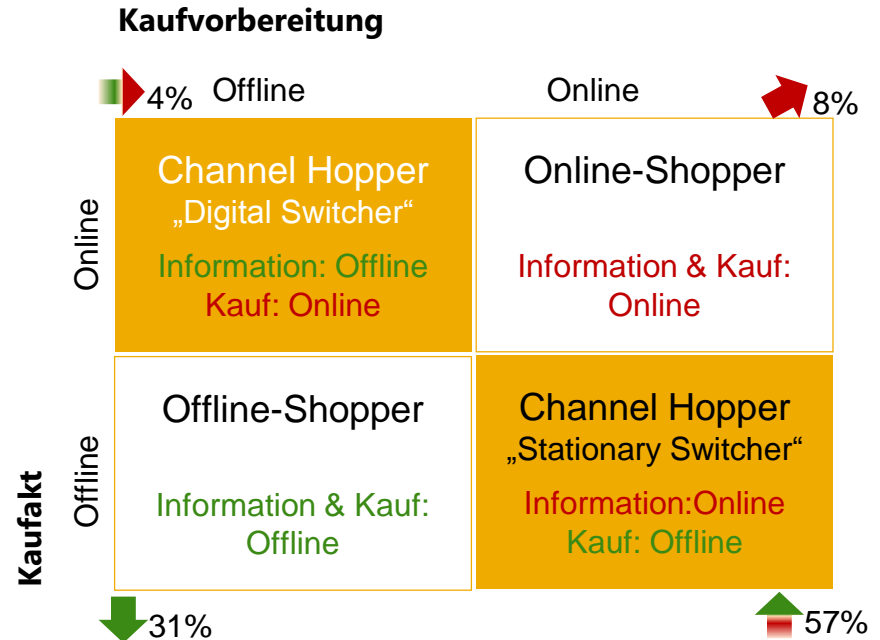 Kaufvorbereitung
4%
Offline
Online
8%
Online
Channel Hopper
„Digital Switcher“
Information: Offline
Kauf: Online
Online-Shopper
Information & Kauf:
Online
Kaufakt
Offline
Offline-Shopper
Information & Kauf:
Offline
Channel Hopper
„Stationary Switcher“
Information:Online
Kauf: Offline
31%
57%